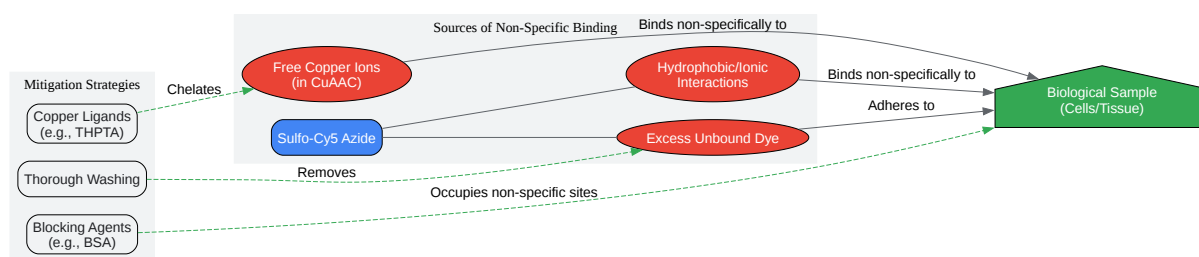 Sources of Non-Specific Binding
Binds non-specifically to
Free Copper Ions
(in CuAAC)
Hydrophobic/Ionic
Interactions
Binds non-specifically to
Mitigation Strategies
Chelates
Biological Sample
(Cells/Tissue)
Copper Ligands
(e.g., THPTA)
Adheres to
Sulfo-Cy5 Azide
Excess Unbound Dye
Thorough Washing
Removes
Occupies non-specific sites
Blocking Agents
(e.g., BSA)